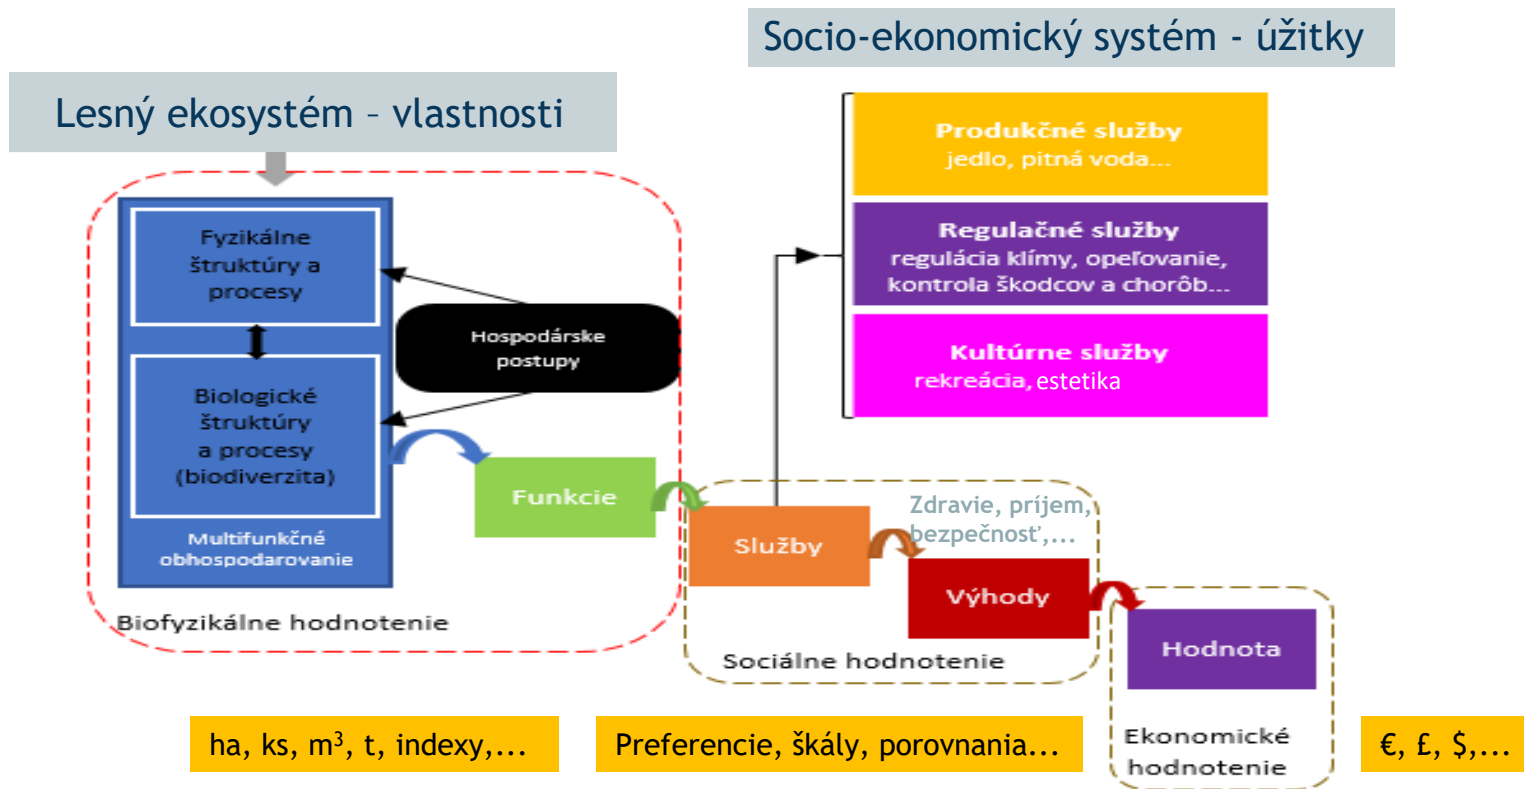 Socio-ekonomický systém - úžitky
Lesný ekosystém – vlastnosti
Produkčné služby
jedlo, pitná voda...
Regulačné služby
regulácia klímy, opeľovanie,
kontrola škodcov a chorôb...
Kultúrne služby
rekreácia, estetika
Fyzikálne
štruktúry a
procesy
Hospodárske
postupy
Biologické
štruktúry
a procesy
(biodiverzita)
Multifunkčné
obhospodarovanie
Funkcie
Biofyzikálne hodnotenie
Služby
Zdravie, príjem,
bezpečnosť,...
Výhody
Sociálne hodnotenie
Hodnota
Ekonomické
hodnotenie
ha, ks, m³, t, indexy,...
Preferencie, škály, porovnania...
€, £, $,...